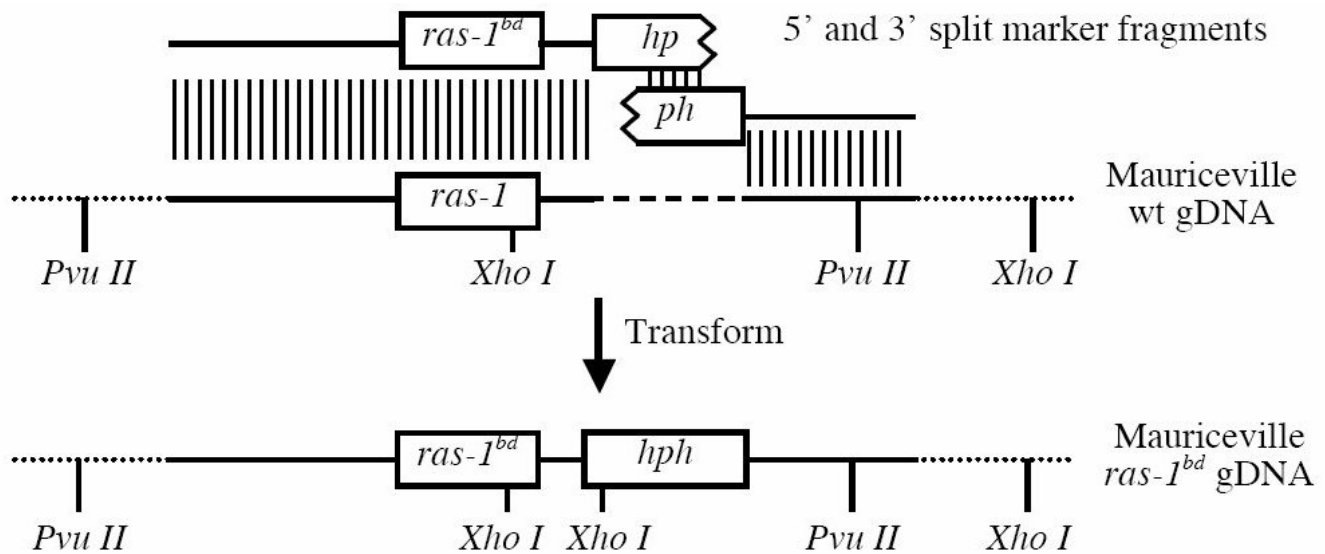 ras-1bd hp 5’ and 3’ split marker fragments
ph
ras-1 Mauriceville
wt gDNA
Pvu II Xho I Pvu II Xho I
Transform
ras-1bd hph Mauriceville
ras-1bd gDNA
Pvu II Xho I Xho I Pvu II Xho I